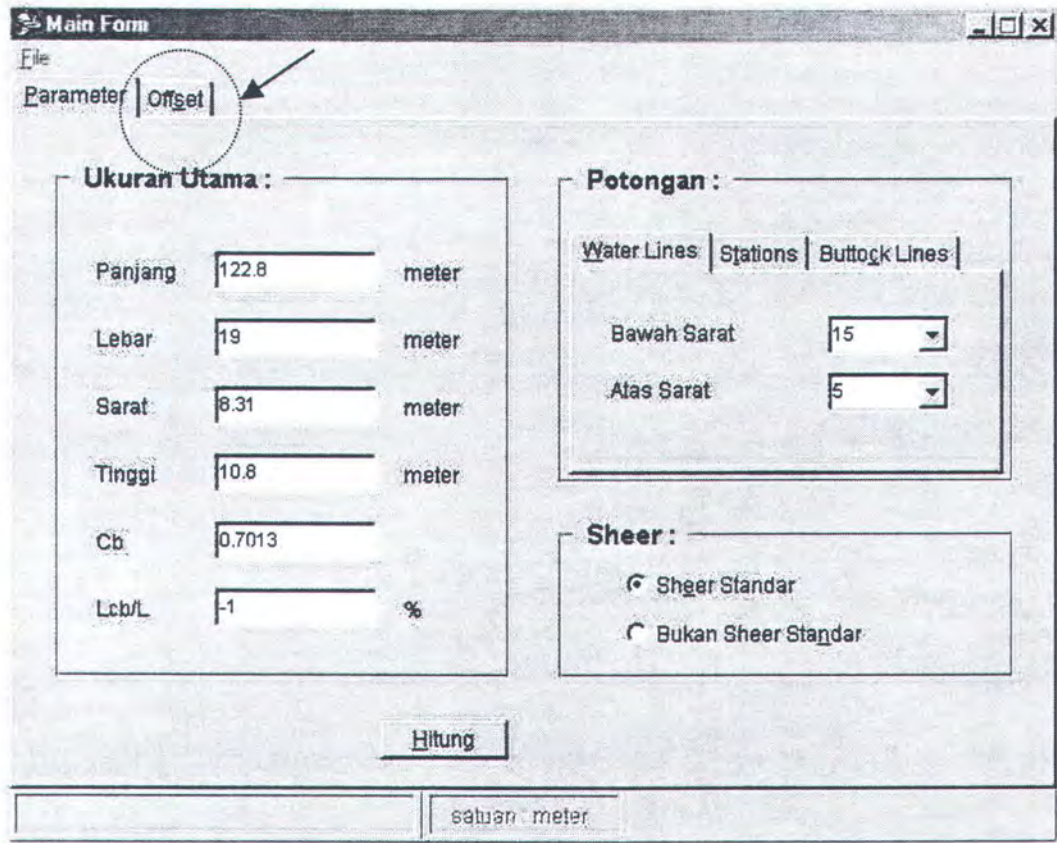 Main Form
File
Parameter Offset
Ukuran Utama :
Panjang 122.8 meter
Lebar 19 meter
Sarat 8.31 meter
Tinggi 10.8 meter
Cb 0.7013
Lcb/L -1 %
Potongan :
Water Lines Stations Buttock Lines
Bawah Sarat 15
Atas Sarat 5
Sheer :
Sheer Standar
Bukan Sheer Standar
Hitung
satuan : meter